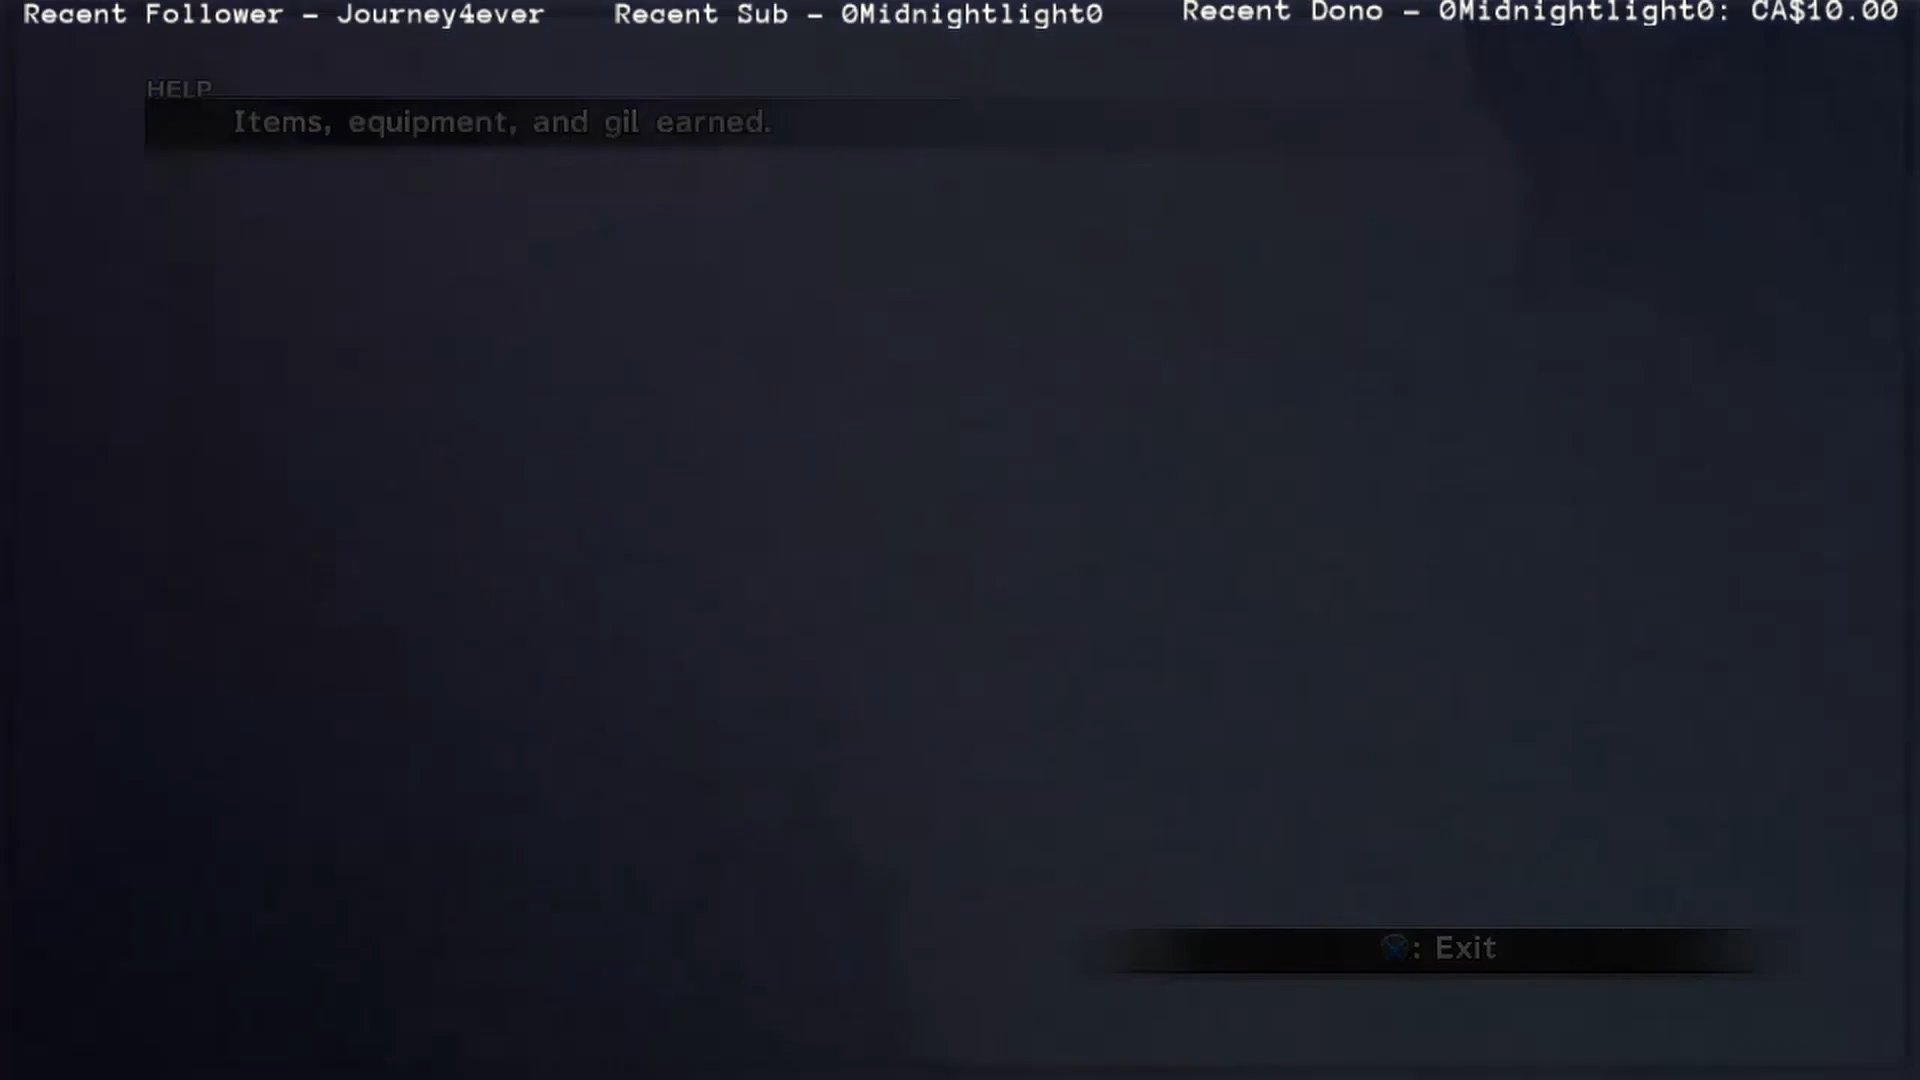 Recent Follower - Journey4ever Recent Sub - 0Midnightlight0 Recent Dono - 0Midnightlight0: CA$10.00
HELP
Items, equipment, and gil earned.
: Exit